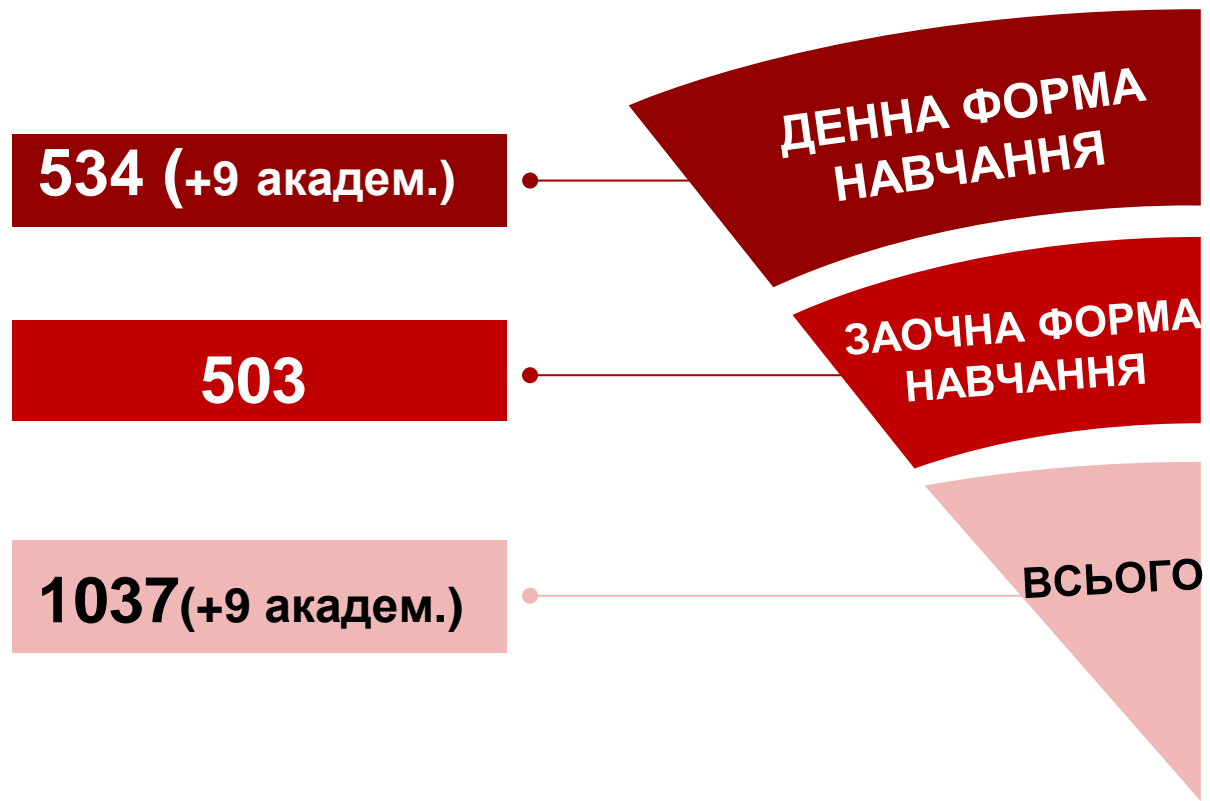 534 (+9 академ.)
ДЕННА ФОРМА
НАВЧАННЯ
503
ЗАОЧНА ФОРМА
НАВЧАННЯ
1037(+9 академ.)
ВСЬОГО